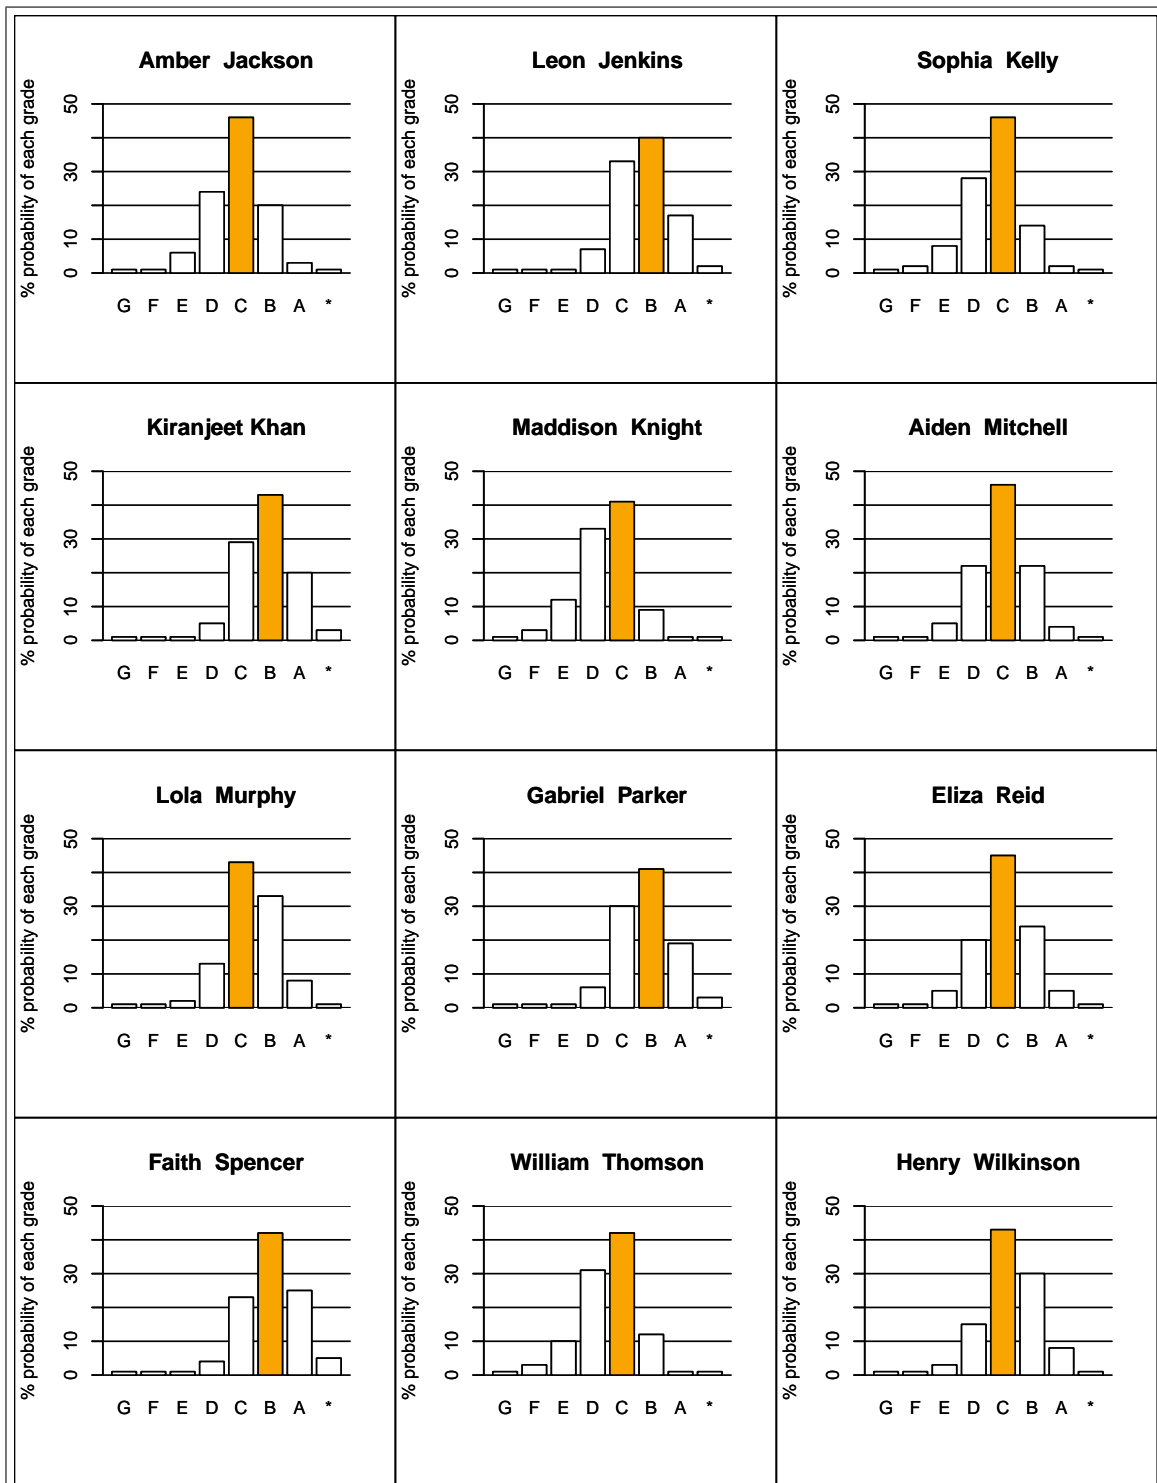 Amber Jackson
% probability of each grade
0 10 30 50
G F E D C B A *
Leon Jenkins
% probability of each grade
0 10 30 50
G F E D C B A *
Sophia Kelly
% probability of each grade
0 10 30 50
G F E D C B A *
Kiranjeet Khan
% probability of each grade
0 10 30 50
G F E D C B A *
Maddison Knight
% probability of each grade
0 10 30 50
G F E D C B A *
Aiden Mitchell
% probability of each grade
0 10 30 50
G F E D C B A *
Lola Murphy
% probability of each grade
0 10 30 50
G F E D C B A *
Gabriel Parker
% probability of each grade
0 10 30 50
G F E D C B A *
Eliza Reid
% probability of each grade
0 10 30 50
G F E D C B A *
Faith Spencer
% probability of each grade
0 10 30 50
G F E D C B A *
William Thomson
% probability of each grade
0 10 30 50
G F E D C B A *
Henry Wilkinson
% probability of each grade
0 10 30 50
G F E D C B A *